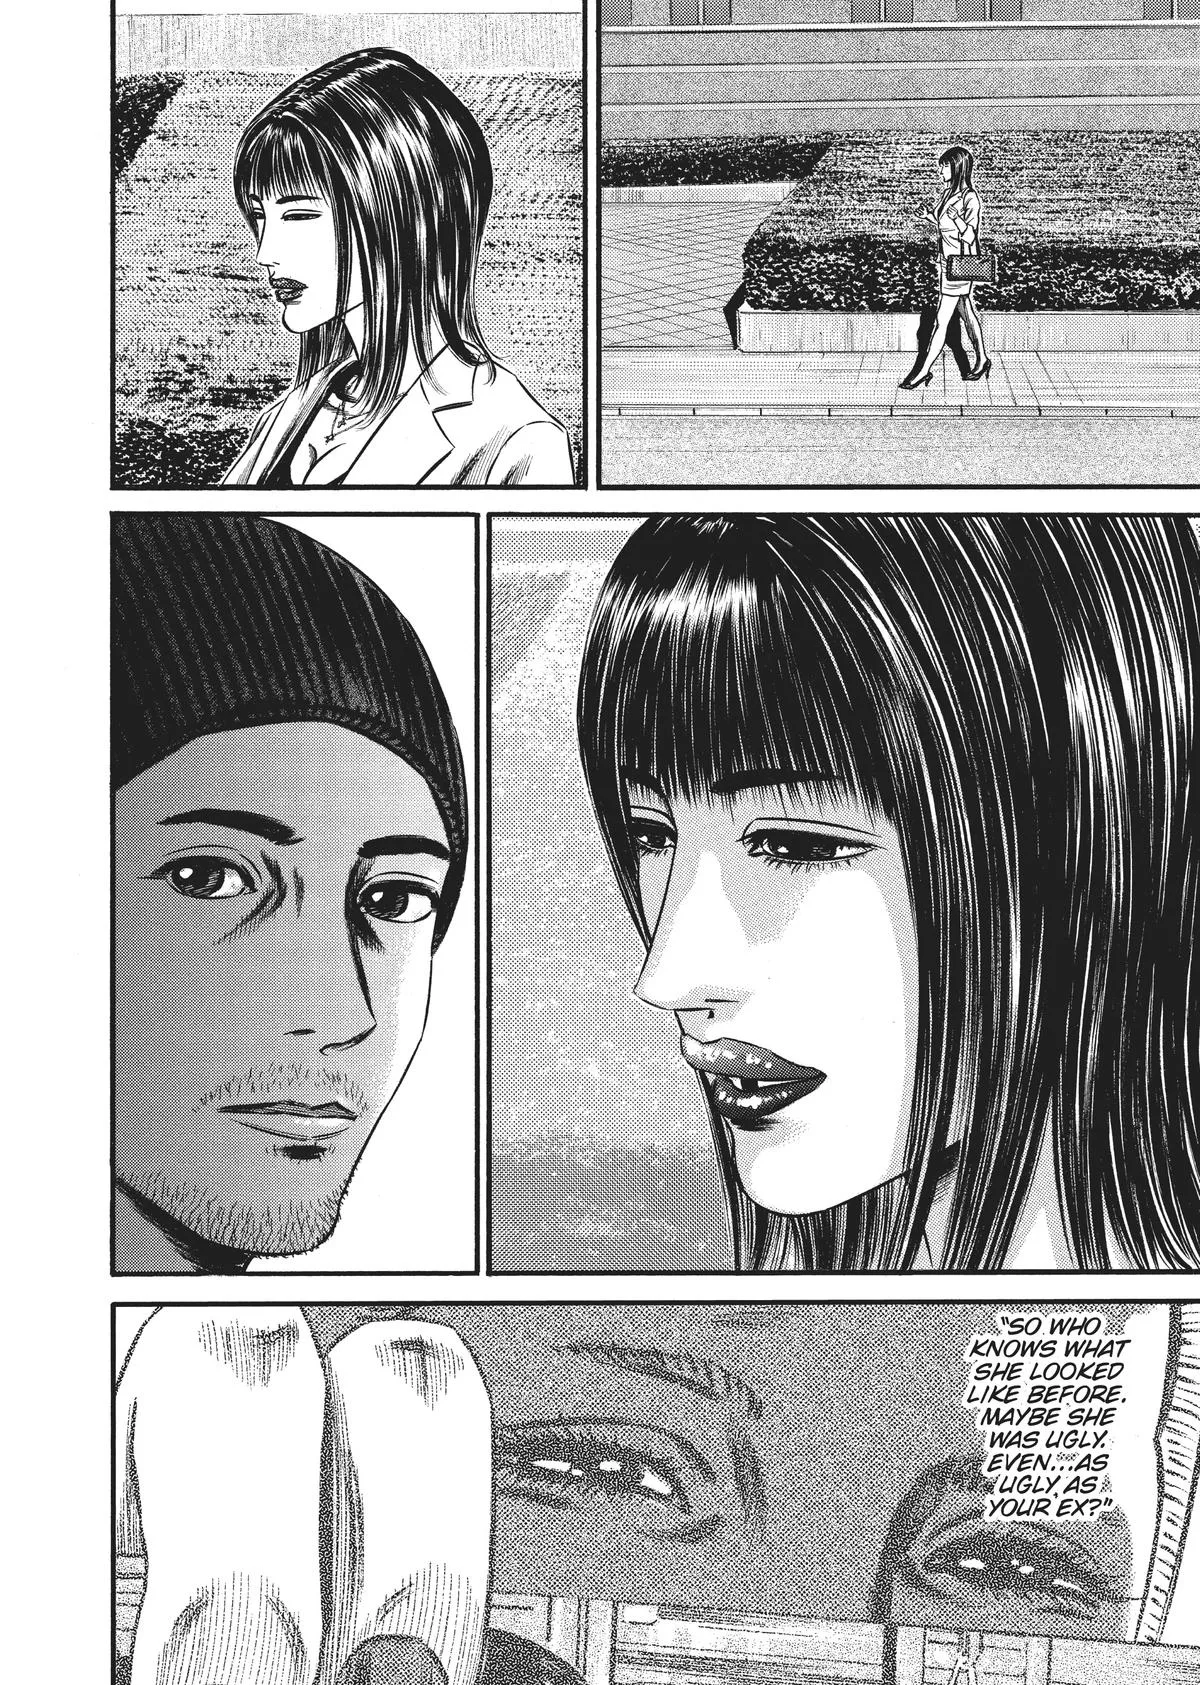 "SO WHO
KNOWS WHAT
SHE LOOKED
LIKE BEFORE.
MAYBE SHE
WAS UGLY.
EVEN...AS
UGLY AS
YOUR EX?"